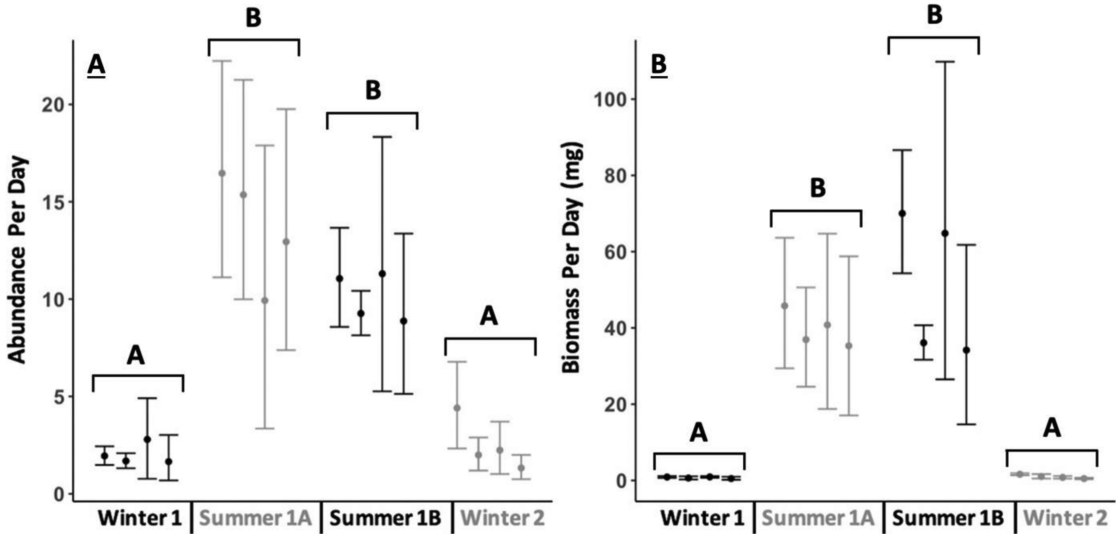 A
B
B
A
A
20
15
10
5
0
Abundance Per Day
Winter 1
Summer 1A
Summer 1B
Winter 2
B
B
B
A
A
100
80
60
40
20
0
Biomass Per Day (mg)
Winter 1
Summer 1A
Summer 1B
Winter 2